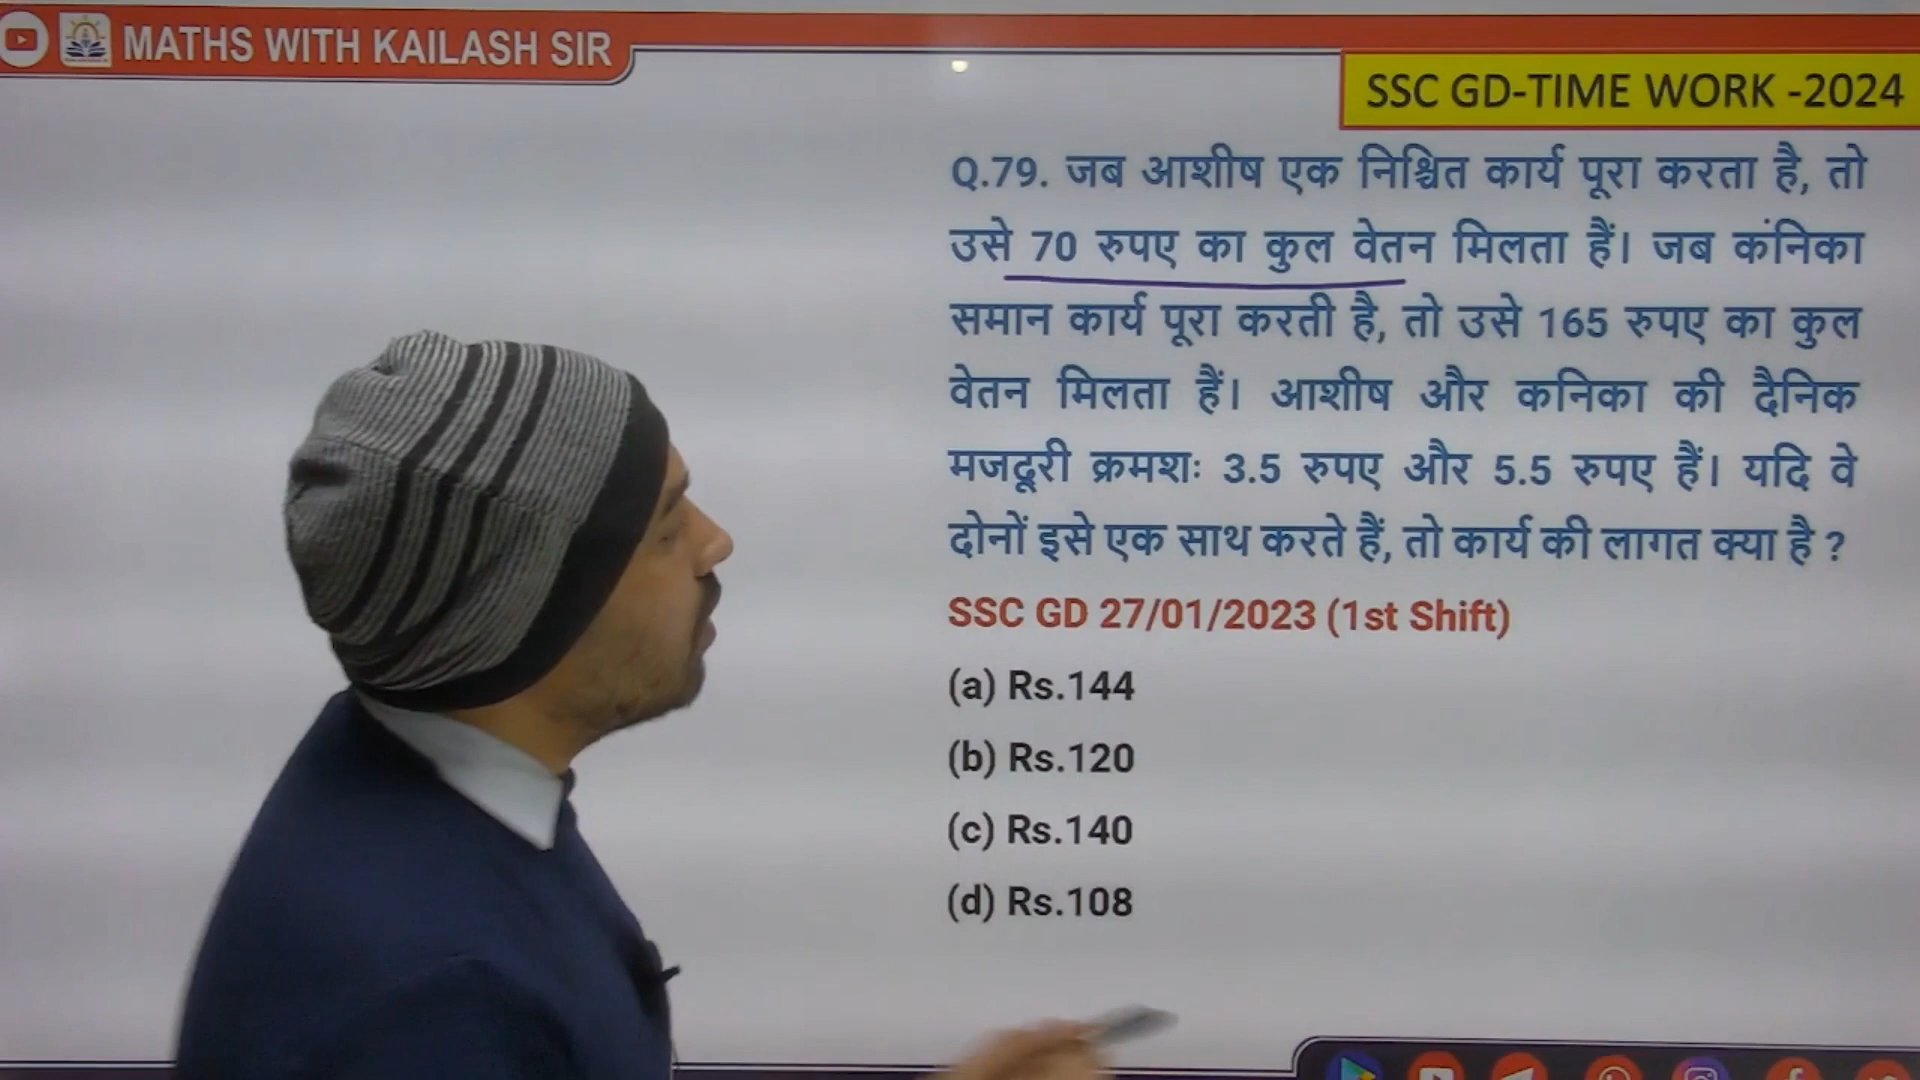 MATHS WITH KAILASH SIR
SSC GD-TIME WORK -2024
Q.79. जब आशीष एक निश्चित कार्य पूरा करता है, तो
उसे 70 रुपए का कुल वेतन मिलता हैं। जब कंनिका
समान कार्य पूरा करती है, तो उसे 165 रुपए का कुल
वेतन मिलता हैं। आशीष और कनिका की दैनिक
मजदूरी क्रमशः 3.5 रुपए और 5.5 रुपए हैं। यदि वे
दोनों इसे एक साथ करते हैं, तो कार्य की लागत क्या है ?
SSC GD 27/01/2023 (1st Shift)
(a) Rs.144
(b) Rs.120
(c) Rs.140
(d) Rs.108